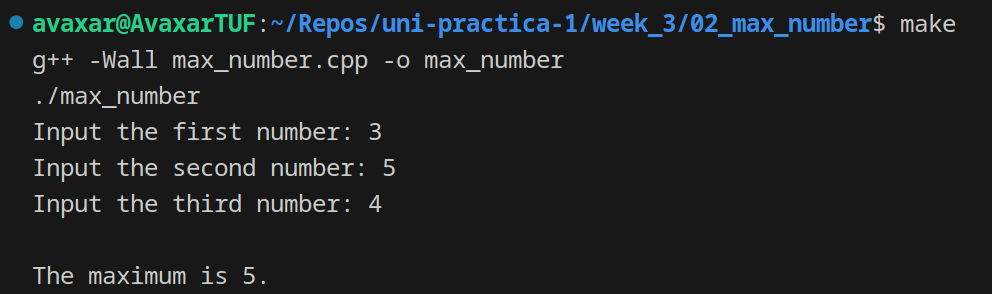 avaxar@AvaxarTUF:~/Repos/uni-practica-1/week_3/02_max_number$ make
g++ -Wall max_number.cpp -o max_number
./max_number
Input the first number: 3
Input the second number: 5
Input the third number: 4
The maximum is 5.